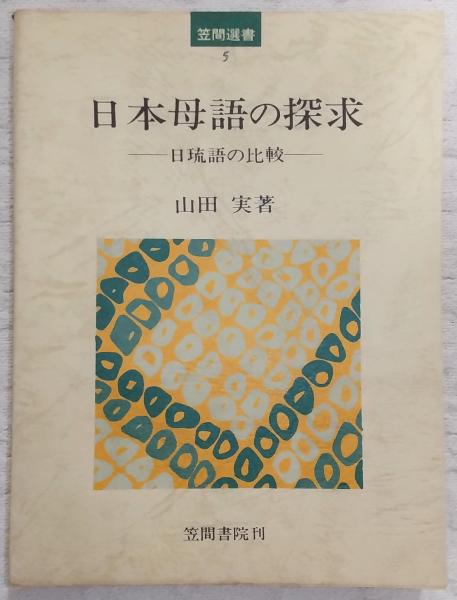 笠間選書
5
日本母語の探求
―日琉語の比較―
山田 実著
笠間書院刊